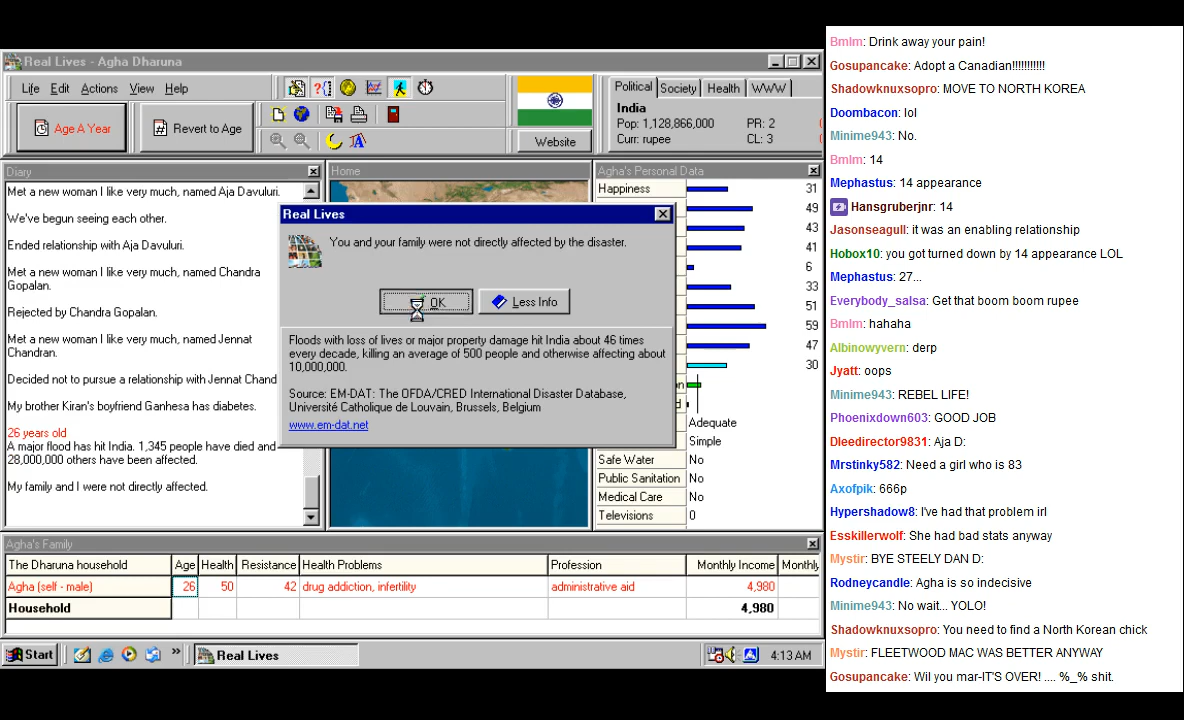 Real Lives - Agha Dharuna
Life Edit Actions View Help
Age A Year
Revert to Age
Website
Political Society Health WWW
India
Pop: 1,128,866,000 PR: 2
Curr: rupee CL: 3
Diary
Met a new woman I like very much, named Aja Davuluri.
We've begun seeing each other.
Ended relationship with Aja Davuluri.
Met a new woman I like very much, named Chandra
Gopalan.
Rejected by Chandra Gopalan.
Met a new woman I like very much, named Jennat
Chandran.
Decided not to pursue a relationship with Jennat Chand
My brother Kiran's boyfriend Ganhesa has diabetes.
26 years old
A major flood has hit India. 1,345 people have died and
28,000,000 others have been affected.
My family and I were not directly affected.
Home
Real Lives
You and your family were not directly affected by the disaster.
OK
Less Info
Floods with loss of lives or major property damage hit India about 46 times
every decade, killing an average of 500 people and otherwise affecting about
10,000,000.
Source: EM-DAT: The OFDA/CRED International Disaster Database,
Université Catholique de Louvain, Brussels, Belgium
www.em-dat.net
Agha's Personal Data
Happiness 31
49
43
41
6
33
51
59
47
30
Adequate
Simple
Safe Water No
Public Sanitation No
Medical Care No
Televisions 0
Agha's Family
The Dharuna household Age Health Resistance Health Problems Profession Monthly Income Monthly
Agha (self - male) 26 50 42 drug addiction, infertility administrative aid 4,980
Household 4,980
Start
Real Lives
4:13 AM
Bmlm: Drink away your pain!
Gosupancake: Adopt a Canadian!!!!!!!!!!!
Shadowknuxsopro: MOVE TO NORTH KOREA
Doombacon: lol
Minime943: No.
Bmlm: 14
Mephastus: 14 appearance
Hansgruberjnr: 14
Jasonseagull: it was an enabling relationship
Hobox10: you got turned down by 14 appearance LOL
Mephastus: 27...
Everybody_salsa: Get that boom boom rupee
Bmlm: hahaha
Albinowyvern: derp
Jyatt: oops
Minime943: REBEL LIFE!
Phoenixdown603: GOOD JOB
Dleedirector9831: Aja D:
Mrstinky582: Need a girl who is 83
Axofpik: 666p
Hypershadow8: I've had that problem irl
Esskillerwolf: She had bad stats anyway
Mystir: BYE STEELY DAN D:
Rodneycandle: Agha is so indecisive
Minime943: No wait... YOLO!
Shadowknuxsopro: You need to find a North Korean chick
Mystir: FLEETWOOD MAC WAS BETTER ANYWAY
Gosupancake: Wil you mar-IT'S OVER! .... %_% shit.